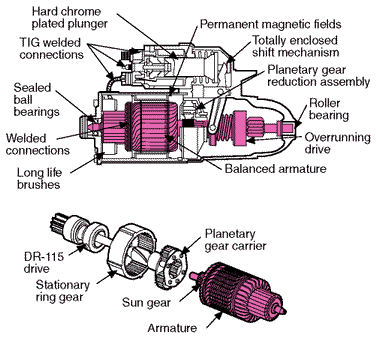 Hard chrome
plated plunger
Permanent magnetic fields
TIG welded
connections
Totally enclosed
shift mechanism
Planetary gear
reduction assembly
Sealed
ball
bearings
Roller
bearing
Welded
connections
Overrunning
drive
Long life
brushes
Balanced armature
Planetary
gear carrier
DR-115
drive
Stationary
ring gear
Sun gear
Armature